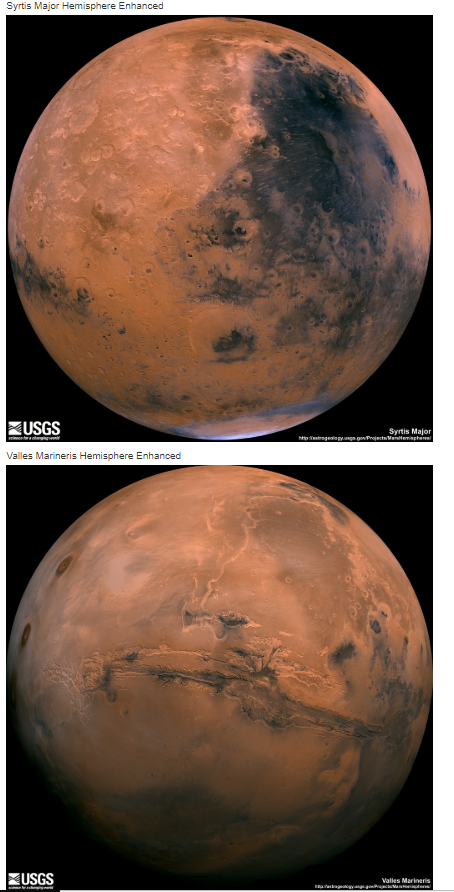 Syrtis Major Hemisphere Enhanced
USGS
science for a changing world
Syrtis Major
http://astrogeology.usgs.gov/Projects/MarsHemispheres/
Valles Marineris Hemisphere Enhanced
USGS
science for a changing world
Valles Marineris
http://astrogeology.usgs.gov/Projects/MarsHemispheres/